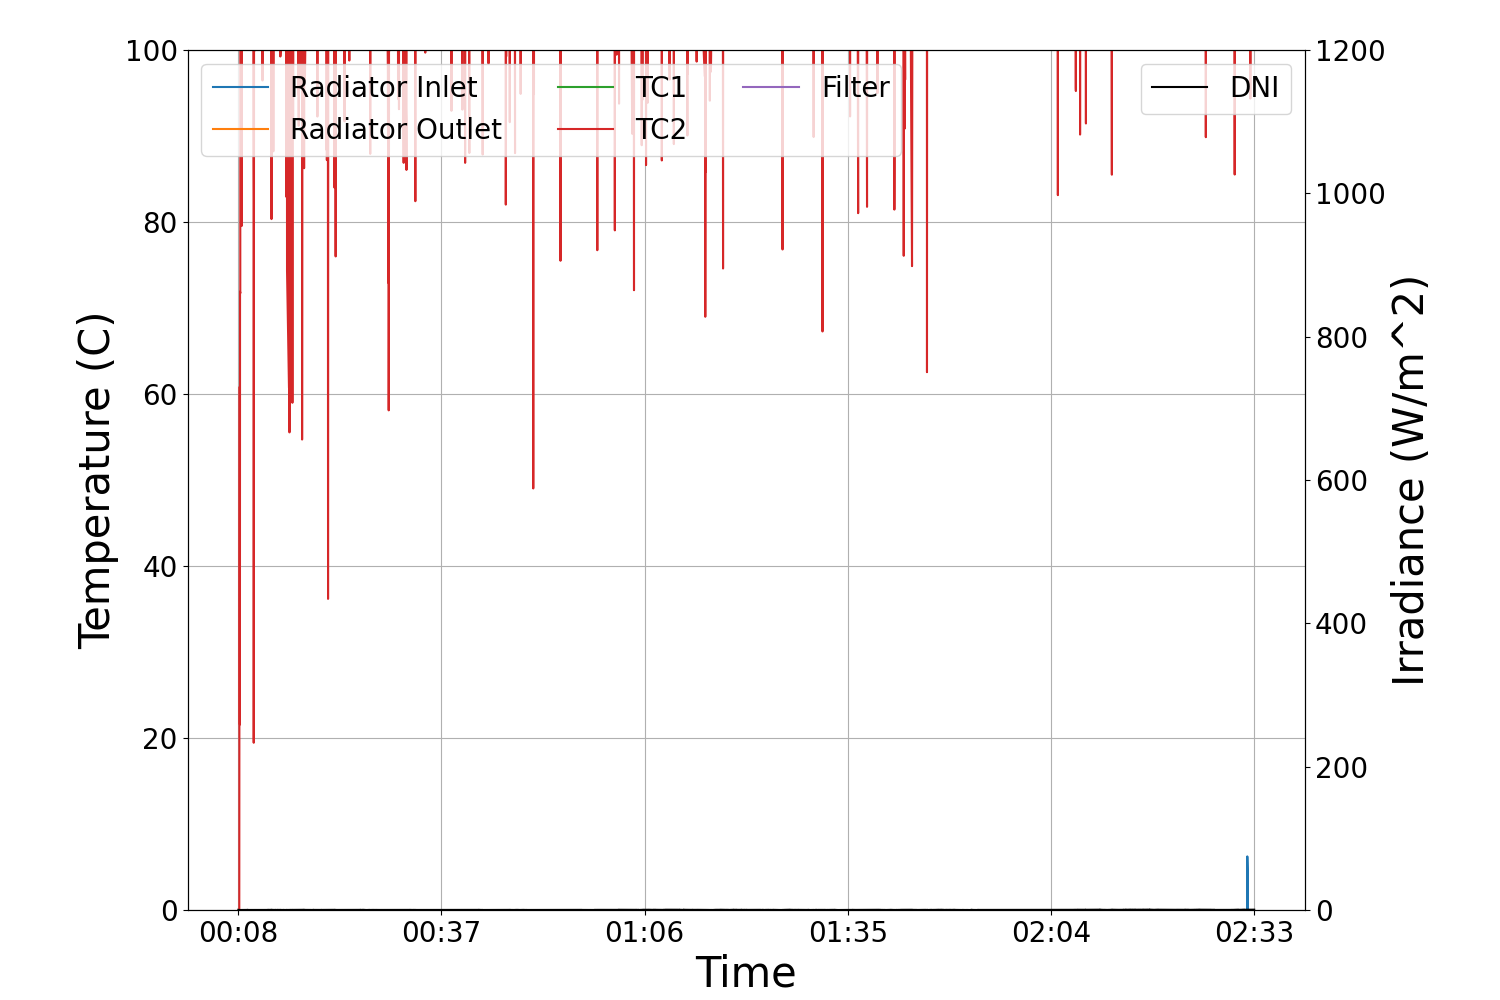 100
80
60
40
20
0
Temperature (C)
Radiator Inlet
Radiator Outlet
TC1
TC2
Filter
DNI
1200
1000
800
600
400
200
0
Irradiance (W/m^2)
00:08 00:37 01:06 01:35 02:04 02:33
Time